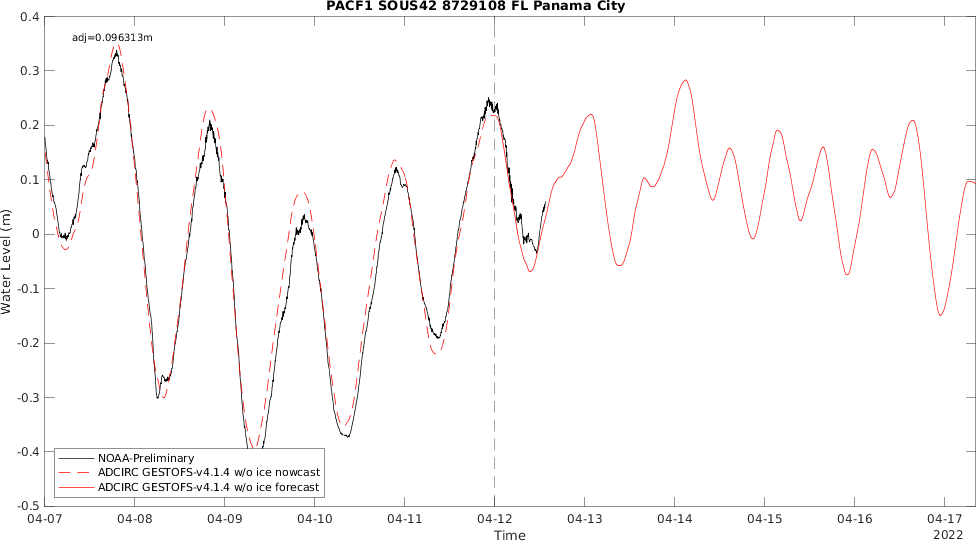 PACF1 SOUS42 8729108 FL Panama City
adj=0.096313m
0.4
0.3
0.2
0.1
0
-0.1
-0.2
-0.3
-0.4
-0.5
Water Level (m)
NOAA-Preliminary
ADCIRC GESTOFS-v4.1.4 w/o ice nowcast
ADCIRC GESTOFS-v4.1.4 w/o ice forecast
04-07 04-08 04-09 04-10 04-11 04-12 04-13 04-14 04-15 04-16 04-17
Time
2022